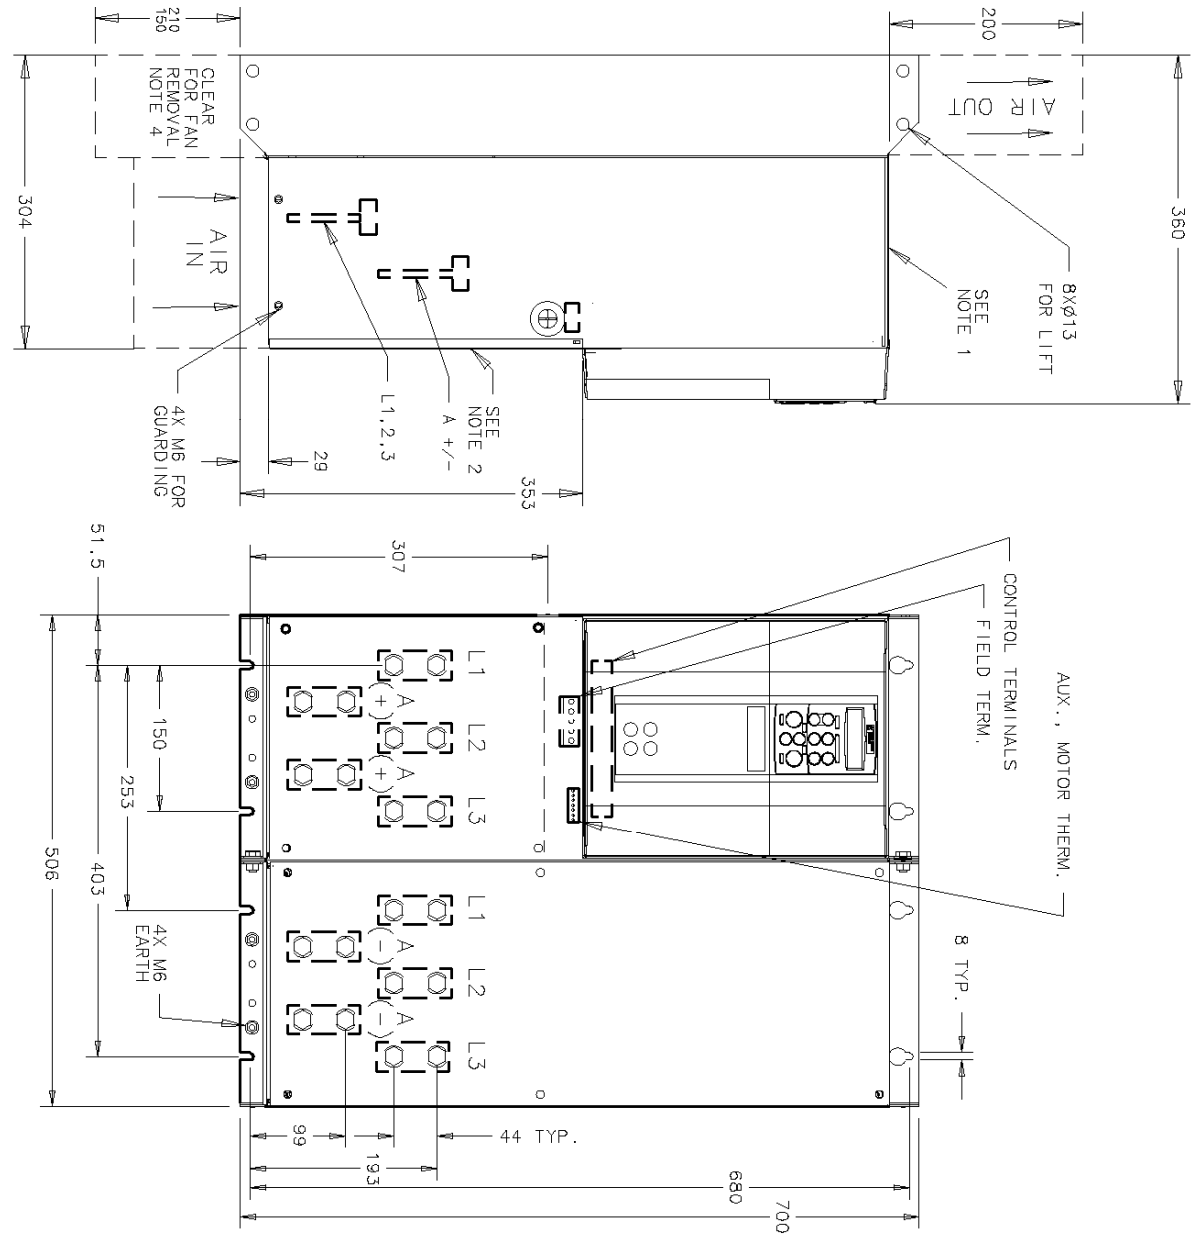 210
150
200
CLEAR
FOR FAN
REMOVAL
NOTE 4
AIR OUT
304
360
AIR
IN
8XØ13
FOR LIFT
SEE
NOTE 1
4X M6 FOR
GUARDING
L1,2,3
A +/-
SEE
NOTE 2
29
353
51,5
307
CONTROL TERMINALS
FIELD TERM.
AUX., MOTOR THERM.
L1
A
+
L2
A
+
L3
150
253
403
506
4X M6
EARTH
L1
A
-
L2
A
-
L3
8 TYP.
99
44 TYP.
193
680
700